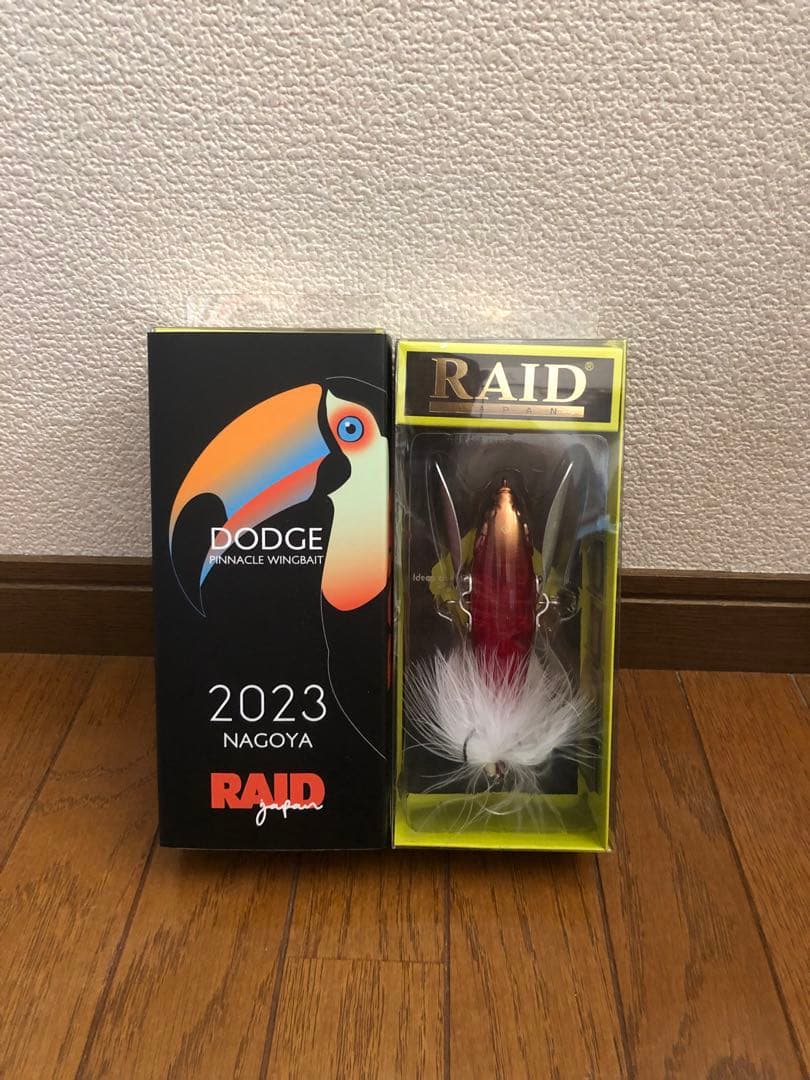 DODGE
PINNACLE WINGBAIT
2023
NAGOYA
RAID
japan
RAID®
JAPAN